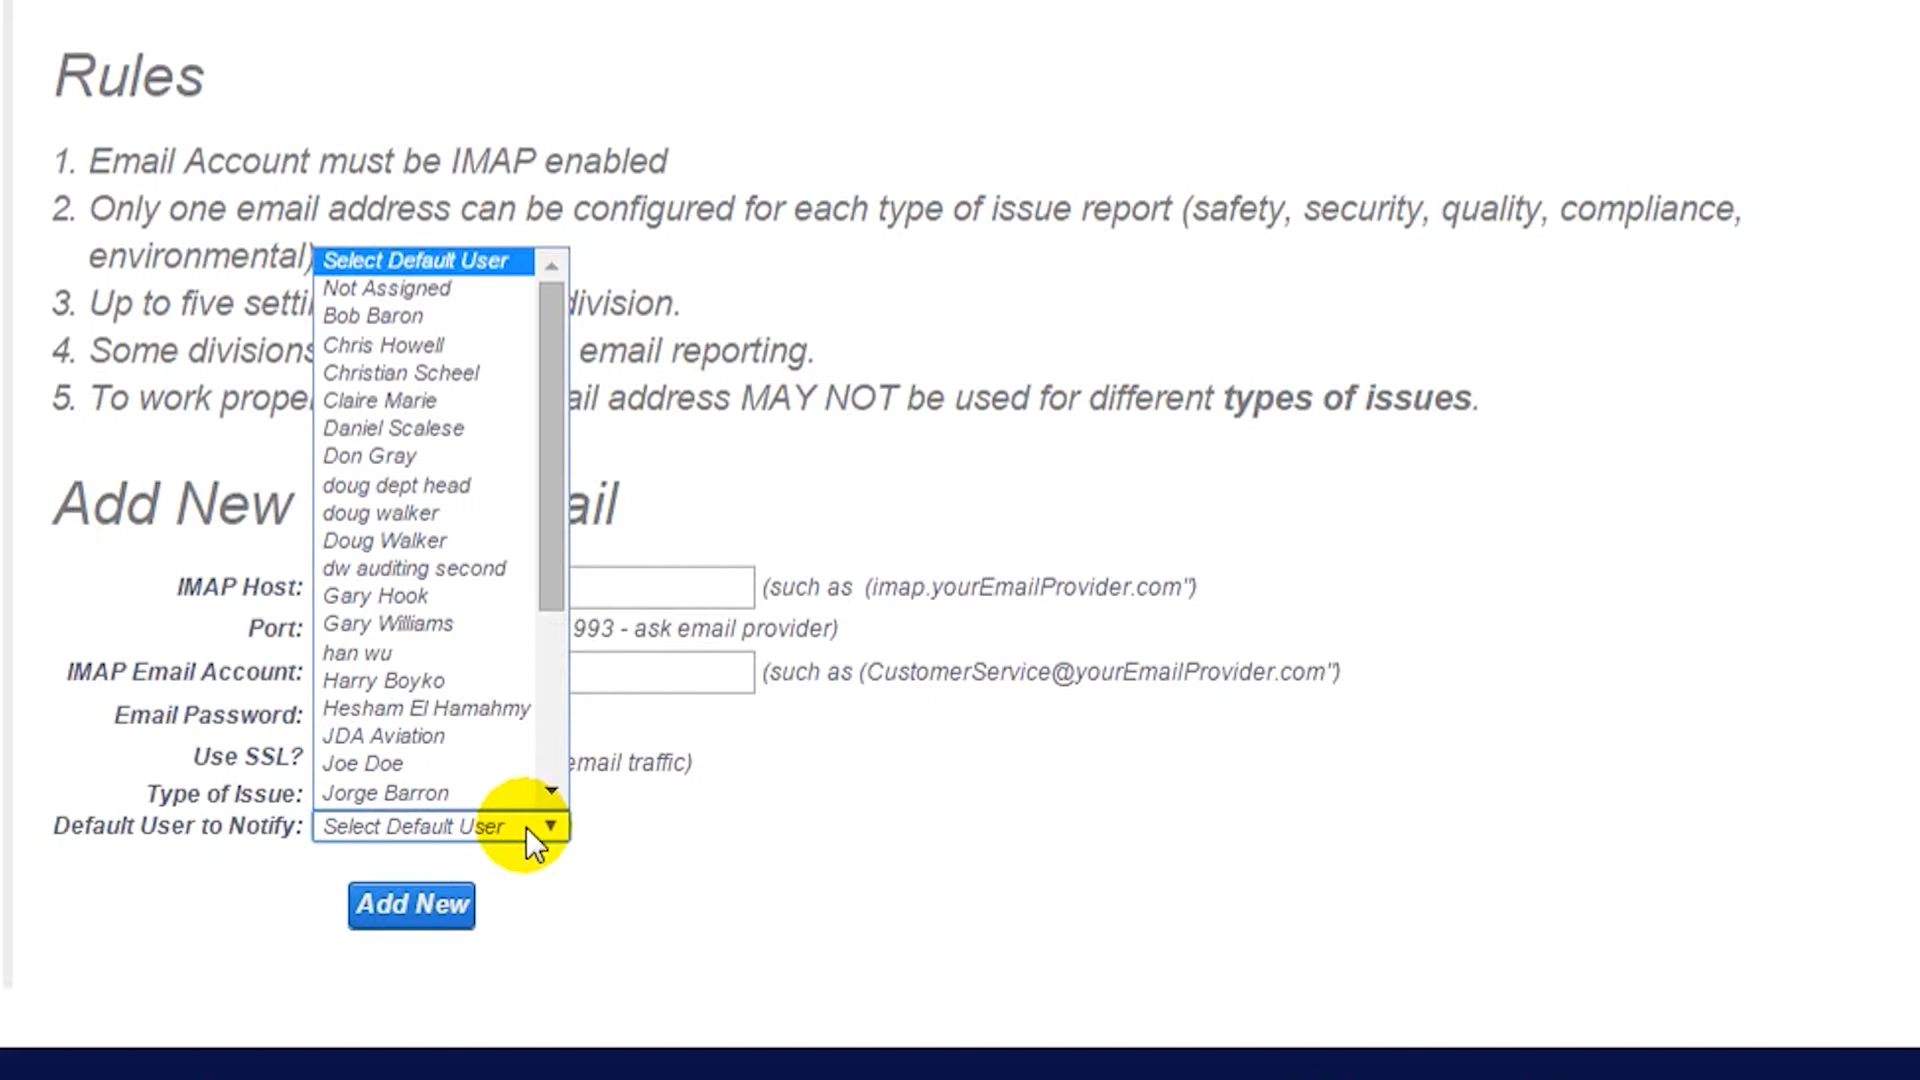 Rules
1. Email Account must be IMAP enabled
2. Only one email address can be configured for each type of issue report (safety, security, quality, compliance,
environmental)
3. Up to five setti division.
4. Some divisions email reporting.
5. To work proper ail address MAY NOT be used for different types of issues.
Select Default User
Not Assigned
Bob Baron
Chris Howell
Christian Scheel
Claire Marie
Daniel Scalese
Don Gray
doug dept head
doug walker
Doug Walker
dw auditing second
Gary Hook
Gary Williams
han wu
Harry Boyko
Hesham El Hamahmy
JDA Aviation
Joe Doe
Jorge Barron
Add New ail
IMAP Host: (such as (imap.yourEmailProvider.com")
Port: 993 - ask email provider)
IMAP Email Account: (such as (CustomerService@yourEmailProvider.com")
Email Password:
Use SSL? email traffic)
Type of Issue:
Default User to Notify: Select Default User
Add New